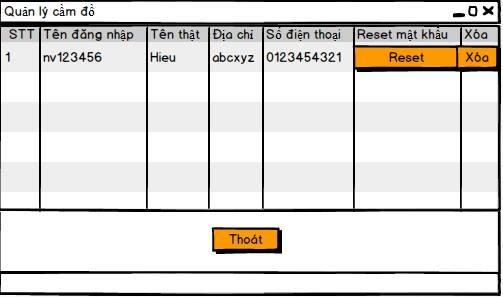 Quản lý cầm đồ
STT Tên đăng nhập Tên thật Địa chỉ Số điện thoại Reset mật khẩu Xóa
1 nv123456 Hieu abcxyz 0123454321 Reset Xóa
Thoát